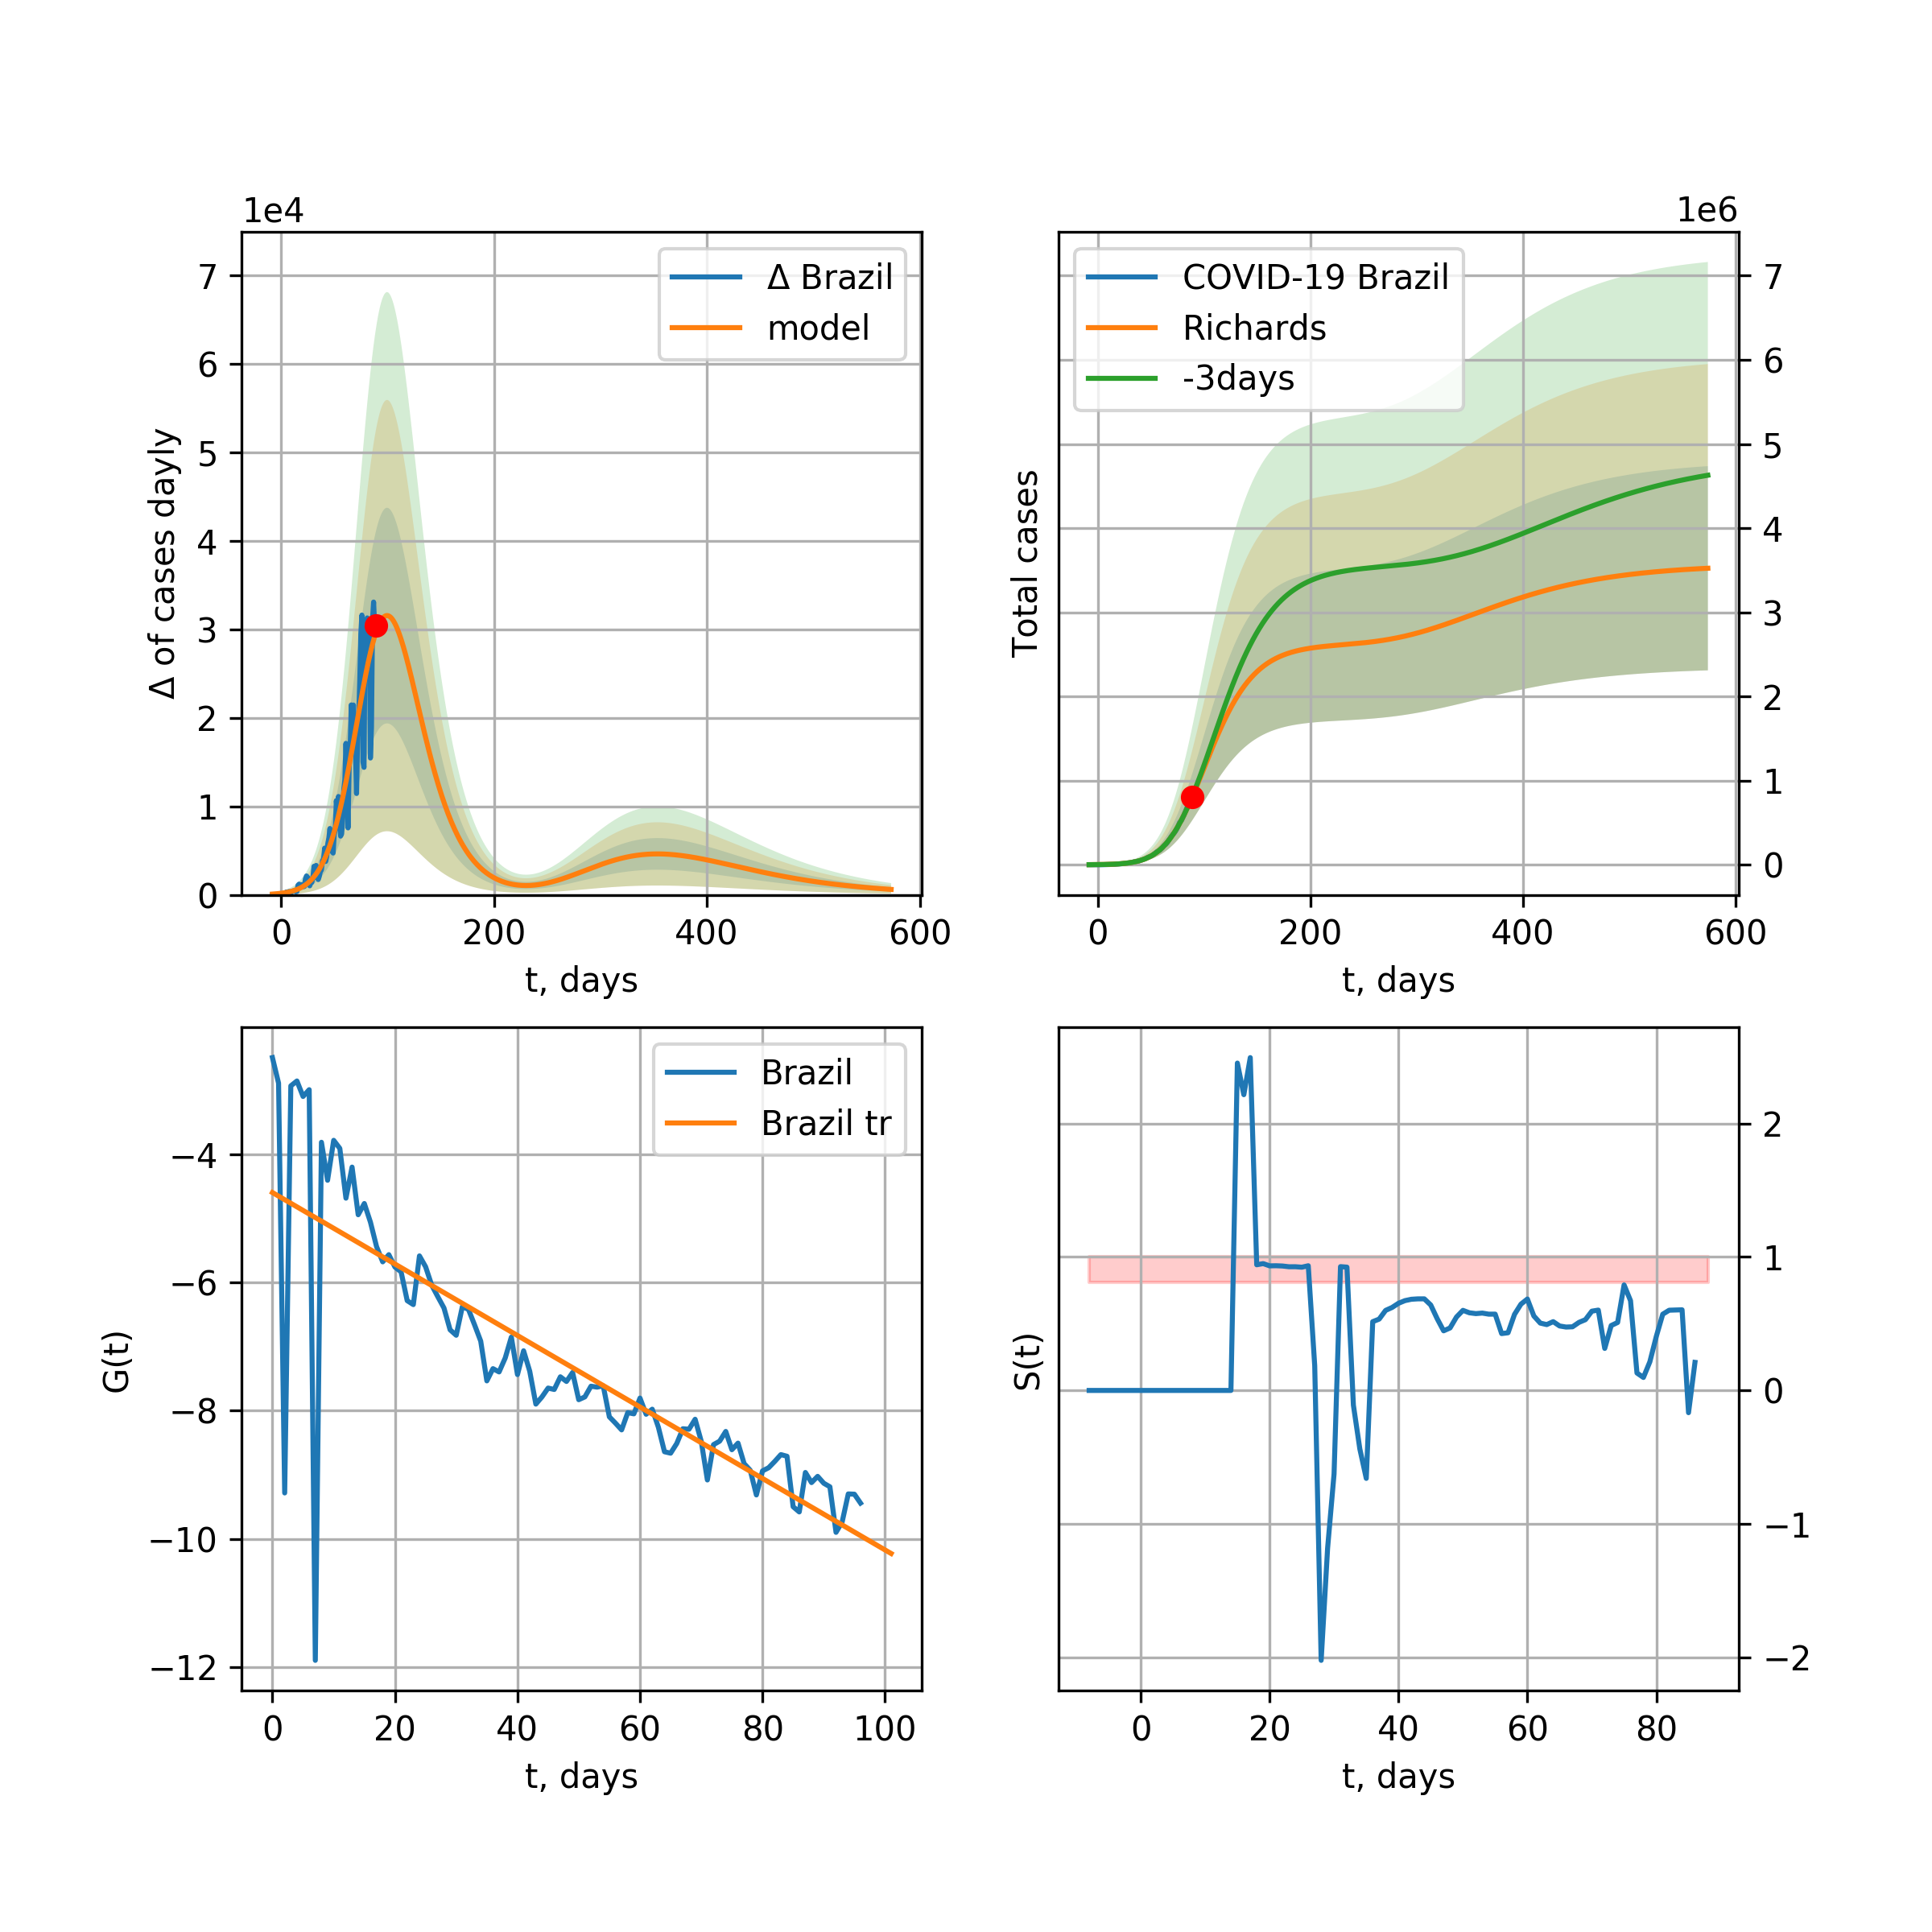 1e4
7
6
5
4
3
2
1
0
Δ of cases dayly
Δ Brazil
model
0 200 400 600
t, days
1e6
COVID-19 Brazil
Richards
-3days
Total cases
7
6
5
4
3
2
1
0
0 200 400 600
t, days
Brazil
Brazil tr
G(t)
−4
−6
−8
−10
−12
0 20 40 60 80 100
t, days
S(t)
2
1
0
−1
−2
0 20 40 60 80
t, days